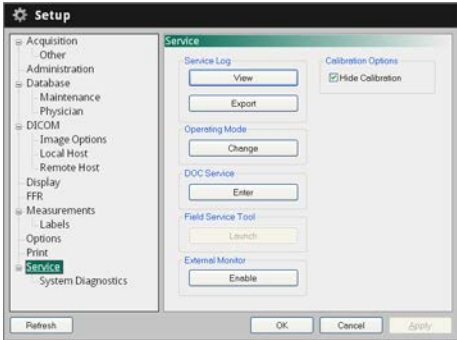 Setup
Acquisition
Other
Administration
Database
Maintenance
Physician
DICOM
Image Options
Local Host
Remote Host
Display
FFR
Measurements
Labels
Options
Print
Service
System Diagnostics
Service
Service Log
View
Export
Operating Mode
Change
DOC Service
Enter
Field Service Tool
Launch
External Monitor
Enable
Calibration Options
Hide Calibration
Refresh
OK
Cancel
Apply